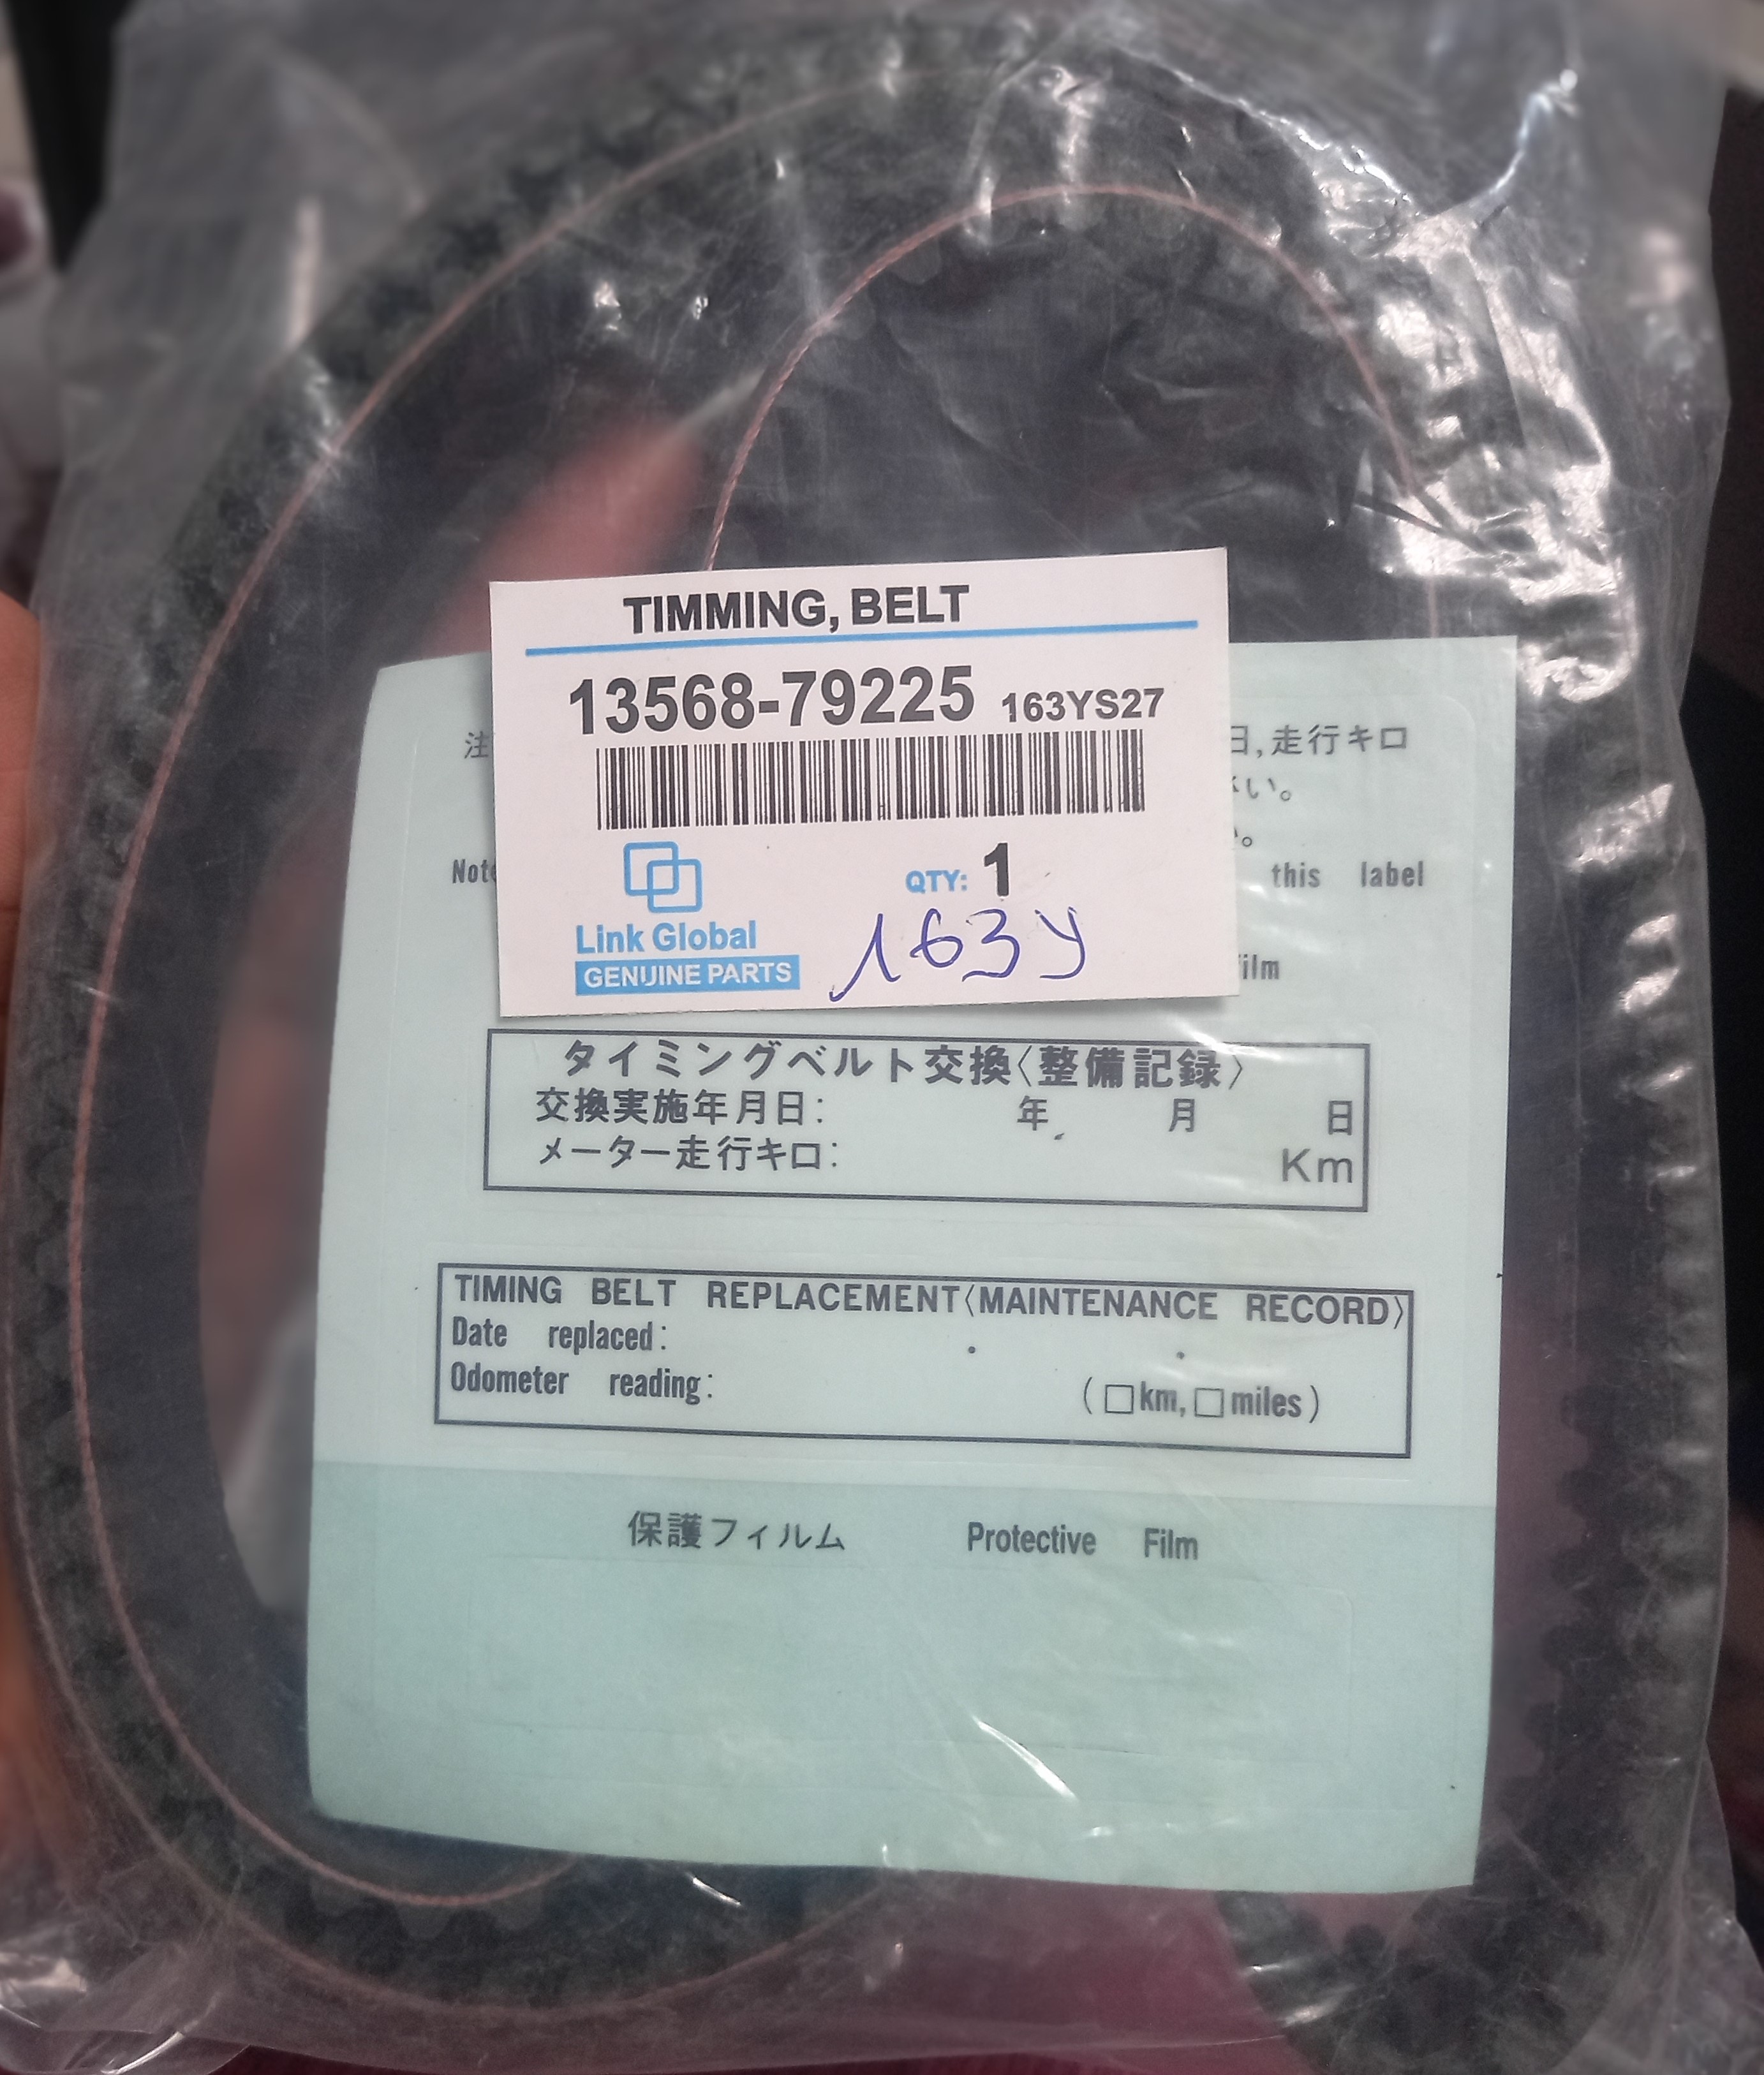 TIMMING, BELT
13568-79225 163YS27
QTY: 1
Link Global
GENUINE PARTS
163y
注 日,走行キロ
い。
。
this label
タイミングベルト交換〈整備記録〉
交換実施年月日: 年 月 日
メーター走行キロ: Km
TIMING BELT REPLACEMENT〈MAINTENANCE RECORD〉
Date replaced: . .
Odometer reading: (□km, □miles)
保護フィルム Protective Film